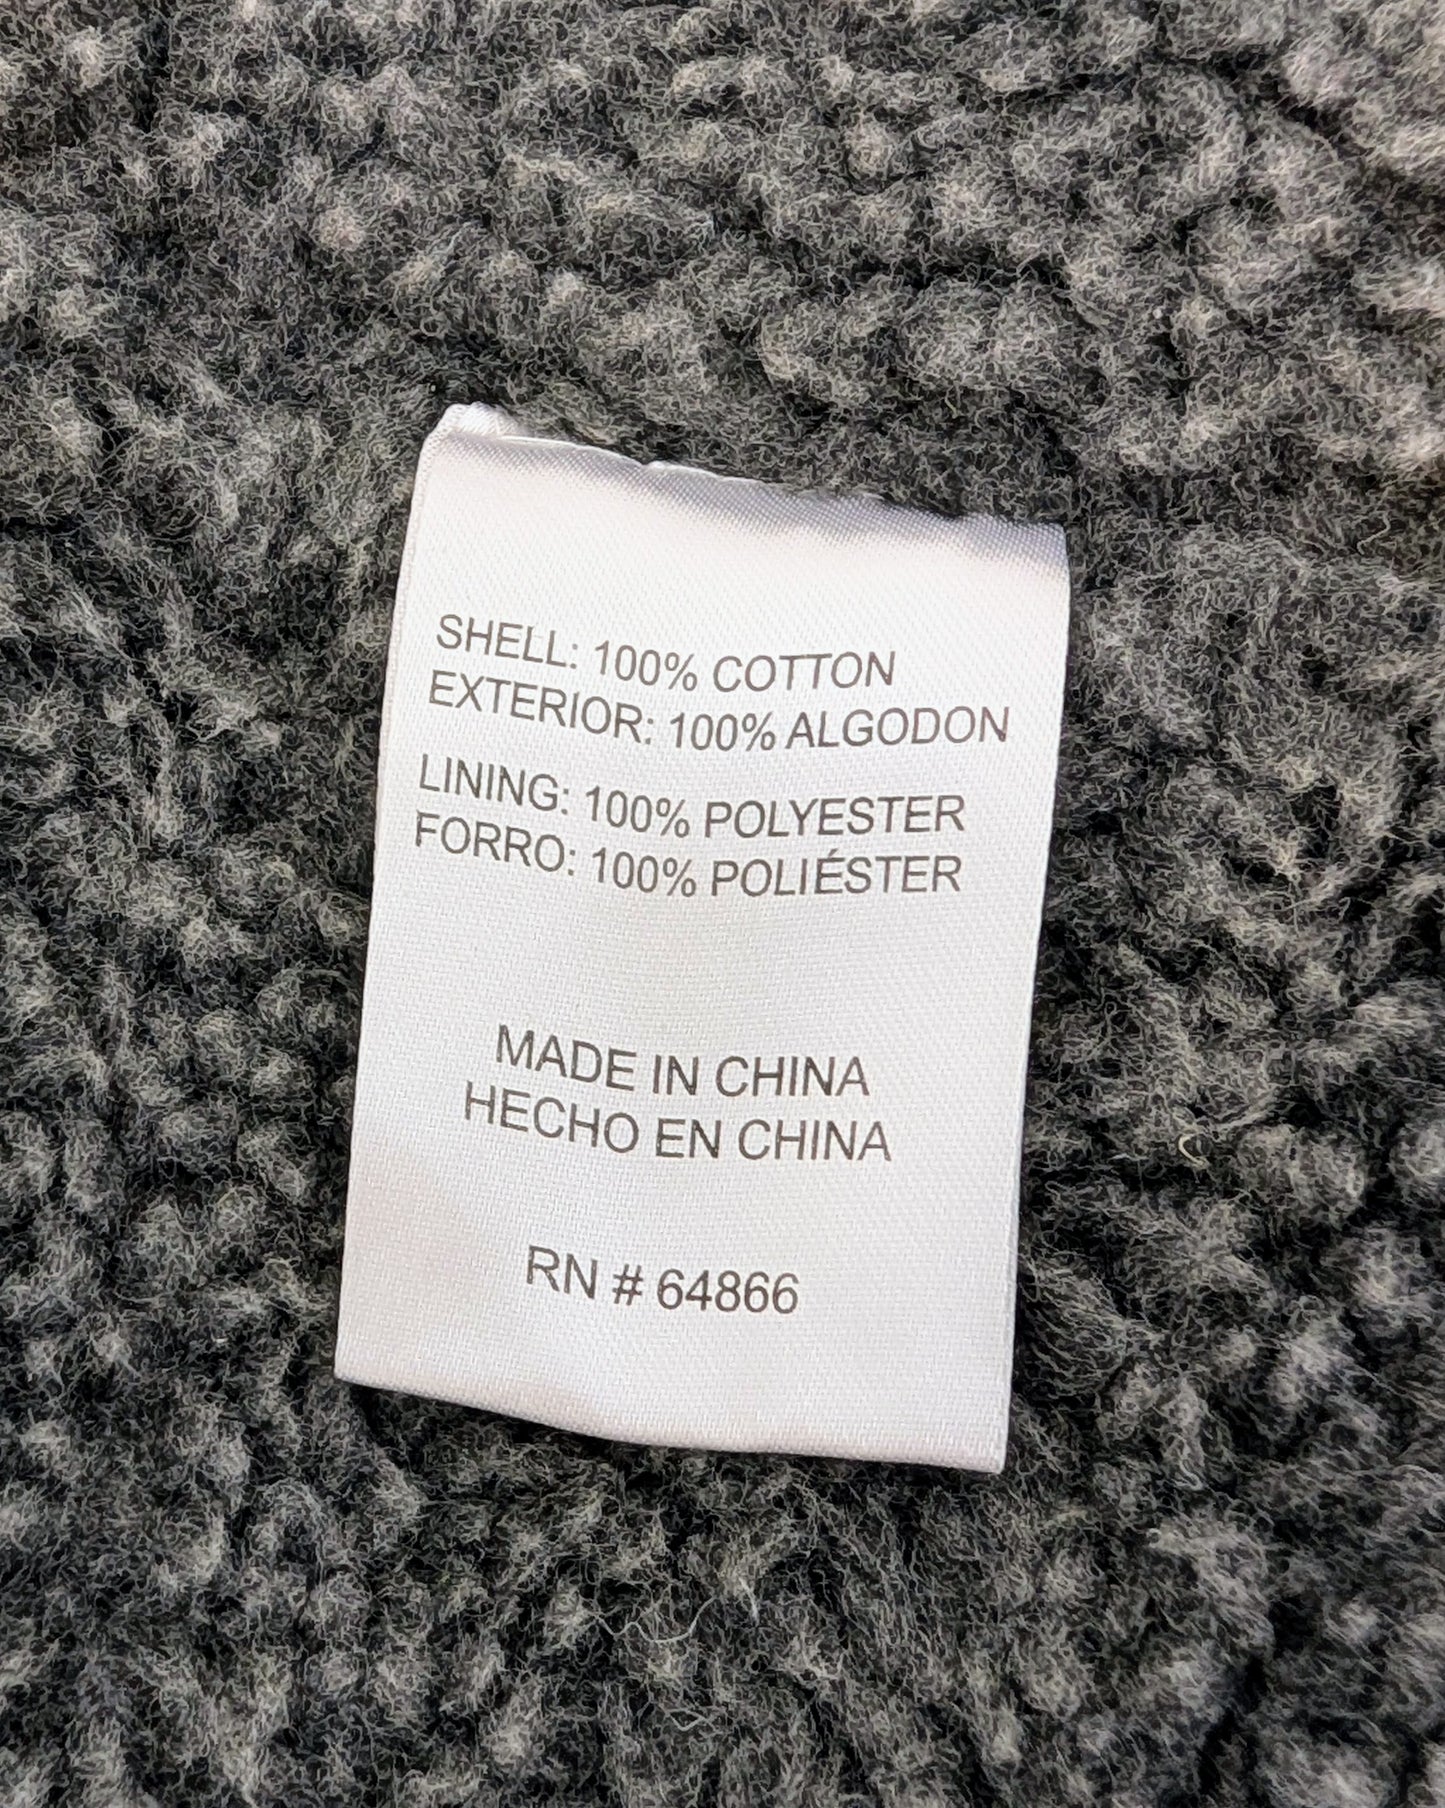 SHELL: 100% COTTON
EXTERIOR: 100% ALGODON
LINING: 100% POLYESTER
FORRO: 100% POLIÉSTER
MADE IN CHINA
HECHO EN CHINA
RN # 64866